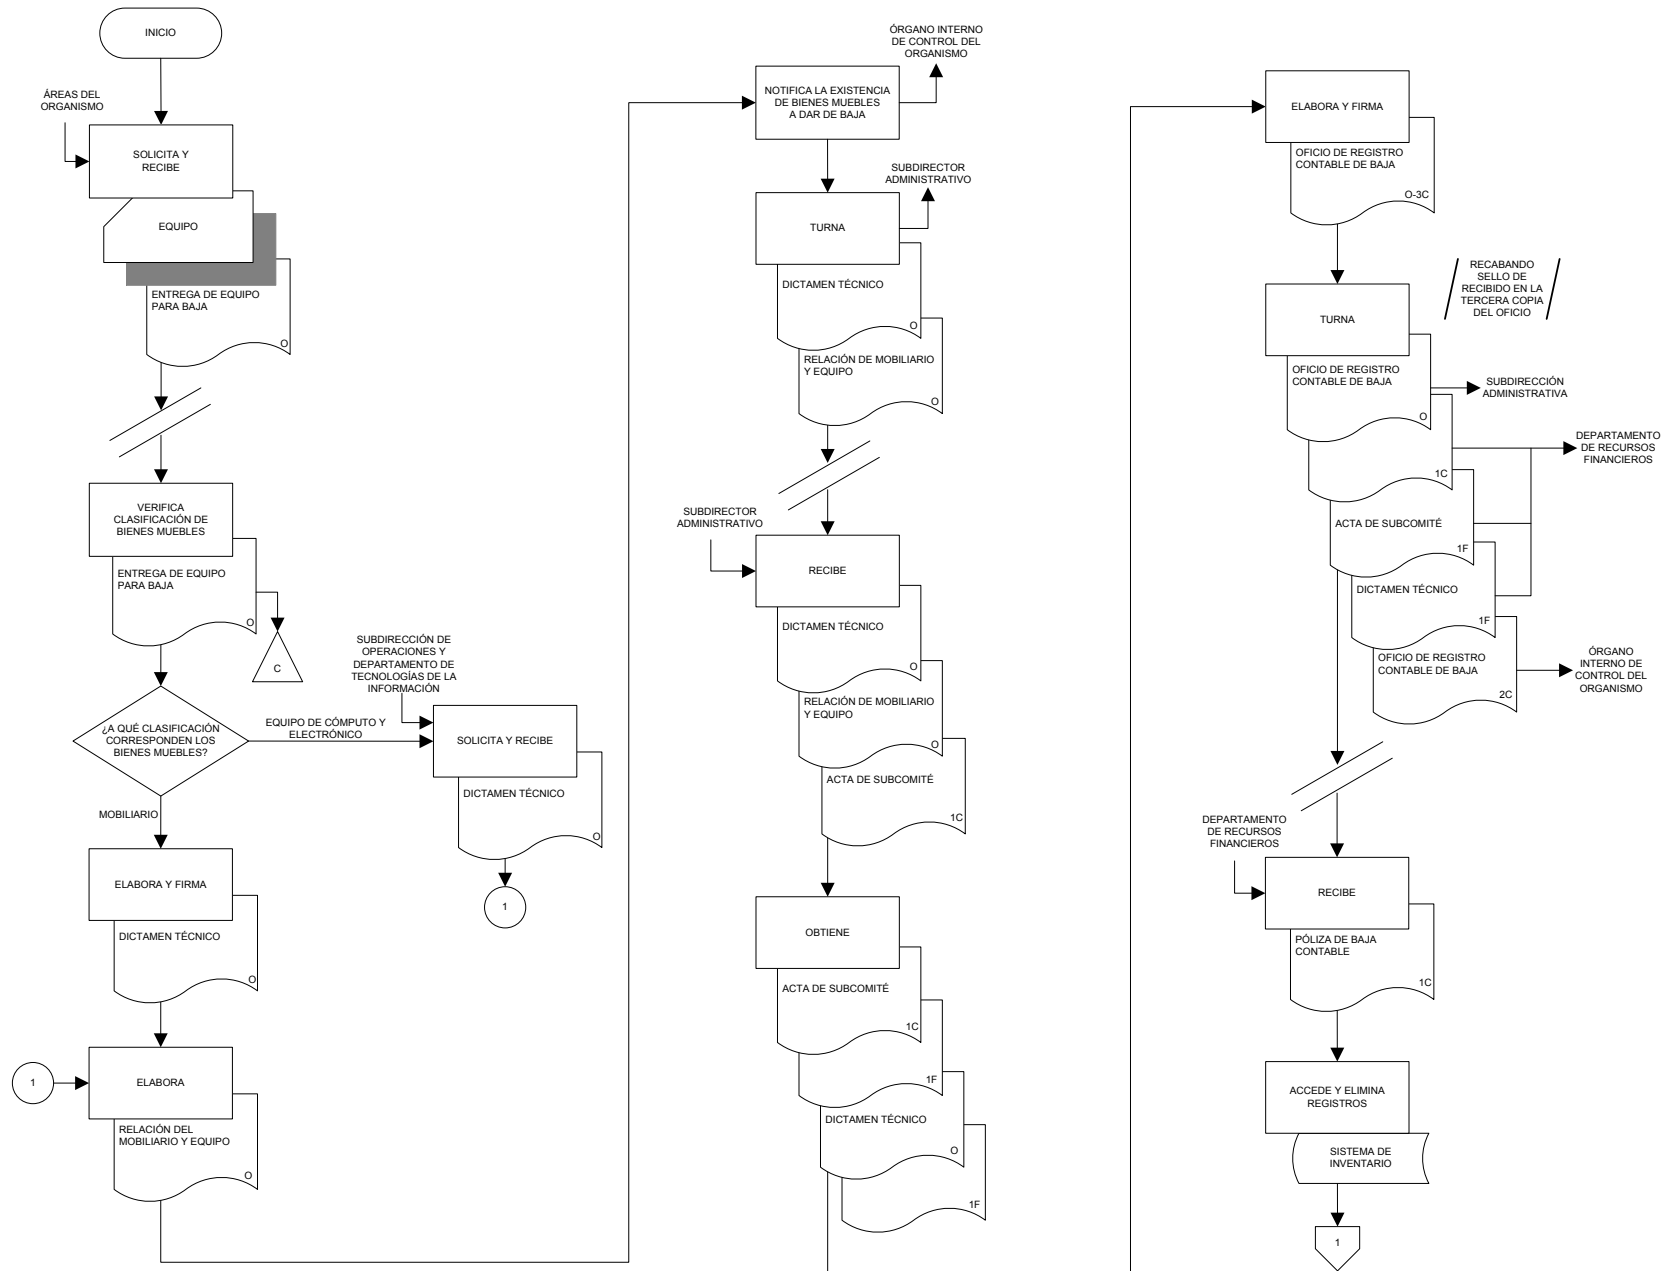 INICIO
ÁREAS DEL
ORGANISMO
SOLICITA Y
RECIBE
EQUIPO
ENTREGA DE EQUIPO
PARA BAJA
O
VERIFICA
CLASIFICACIÓN DE
BIENES MUEBLES
ENTREGA DE EQUIPO
PARA BAJA
O
C
¿A QUÉ CLASIFICACIÓN
CORRESPONDEN LOS
BIENES MUEBLES?
EQUIPO DE CÓMPUTO Y
ELECTRÓNICO
SUBDIRECCIÓN DE
OPERACIONES Y
DEPARTAMENTO DE
TECNOLOGÍAS DE LA
INFORMACIÓN
SOLICITA Y RECIBE
DICTAMEN TÉCNICO
O
1
MOBILIARIO
ELABORA Y FIRMA
DICTAMEN TÉCNICO
O
1
ELABORA
RELACIÓN DEL
MOBILIARIO Y EQUIPO
O
NOTIFICA LA EXISTENCIA
DE BIENES MUEBLES
A DAR DE BAJA
ÓRGANO INTERNO
DE CONTROL DEL
ORGANISMO
SUBDIRECTOR
ADMINISTRATIVO
TURNA
DICTAMEN TÉCNICO
O
RELACIÓN DE MOBILIARIO
Y EQUIPO
O
SUBDIRECTOR
ADMINISTRATIVO
RECIBE
DICTAMEN TÉCNICO
O
RELACIÓN DE MOBILIARIO
Y EQUIPO
O
ACTA DE SUBCOMITÉ
1C
OBTIENE
ACTA DE SUBCOMITÉ
1C
1F
DICTAMEN TÉCNICO
O
1F
ELABORA Y FIRMA
OFICIO DE REGISTRO
CONTABLE DE BAJA
O-3C
RECABANDO
SELLO DE
RECIBIDO EN LA
TERCERA COPIA
DEL OFICIO
TURNA
OFICIO DE REGISTRO
CONTABLE DE BAJA
O
SUBDIRECCIÓN
ADMINISTRATIVA
DEPARTAMENTO
DE RECURSOS
FINANCIEROS
1C
ACTA DE SUBCOMITÉ
1F
DICTAMEN TÉCNICO
1F
OFICIO DE REGISTRO
CONTABLE DE BAJA
2C
ÓRGANO
INTERNO DE
CONTROL DEL
ORGANISMO
DEPARTAMENTO
DE RECURSOS
FINANCIEROS
RECIBE
PÓLIZA DE BAJA
CONTABLE
1C
ACCEDE Y ELIMINA
REGISTROS
SISTEMA DE
INVENTARIO
1